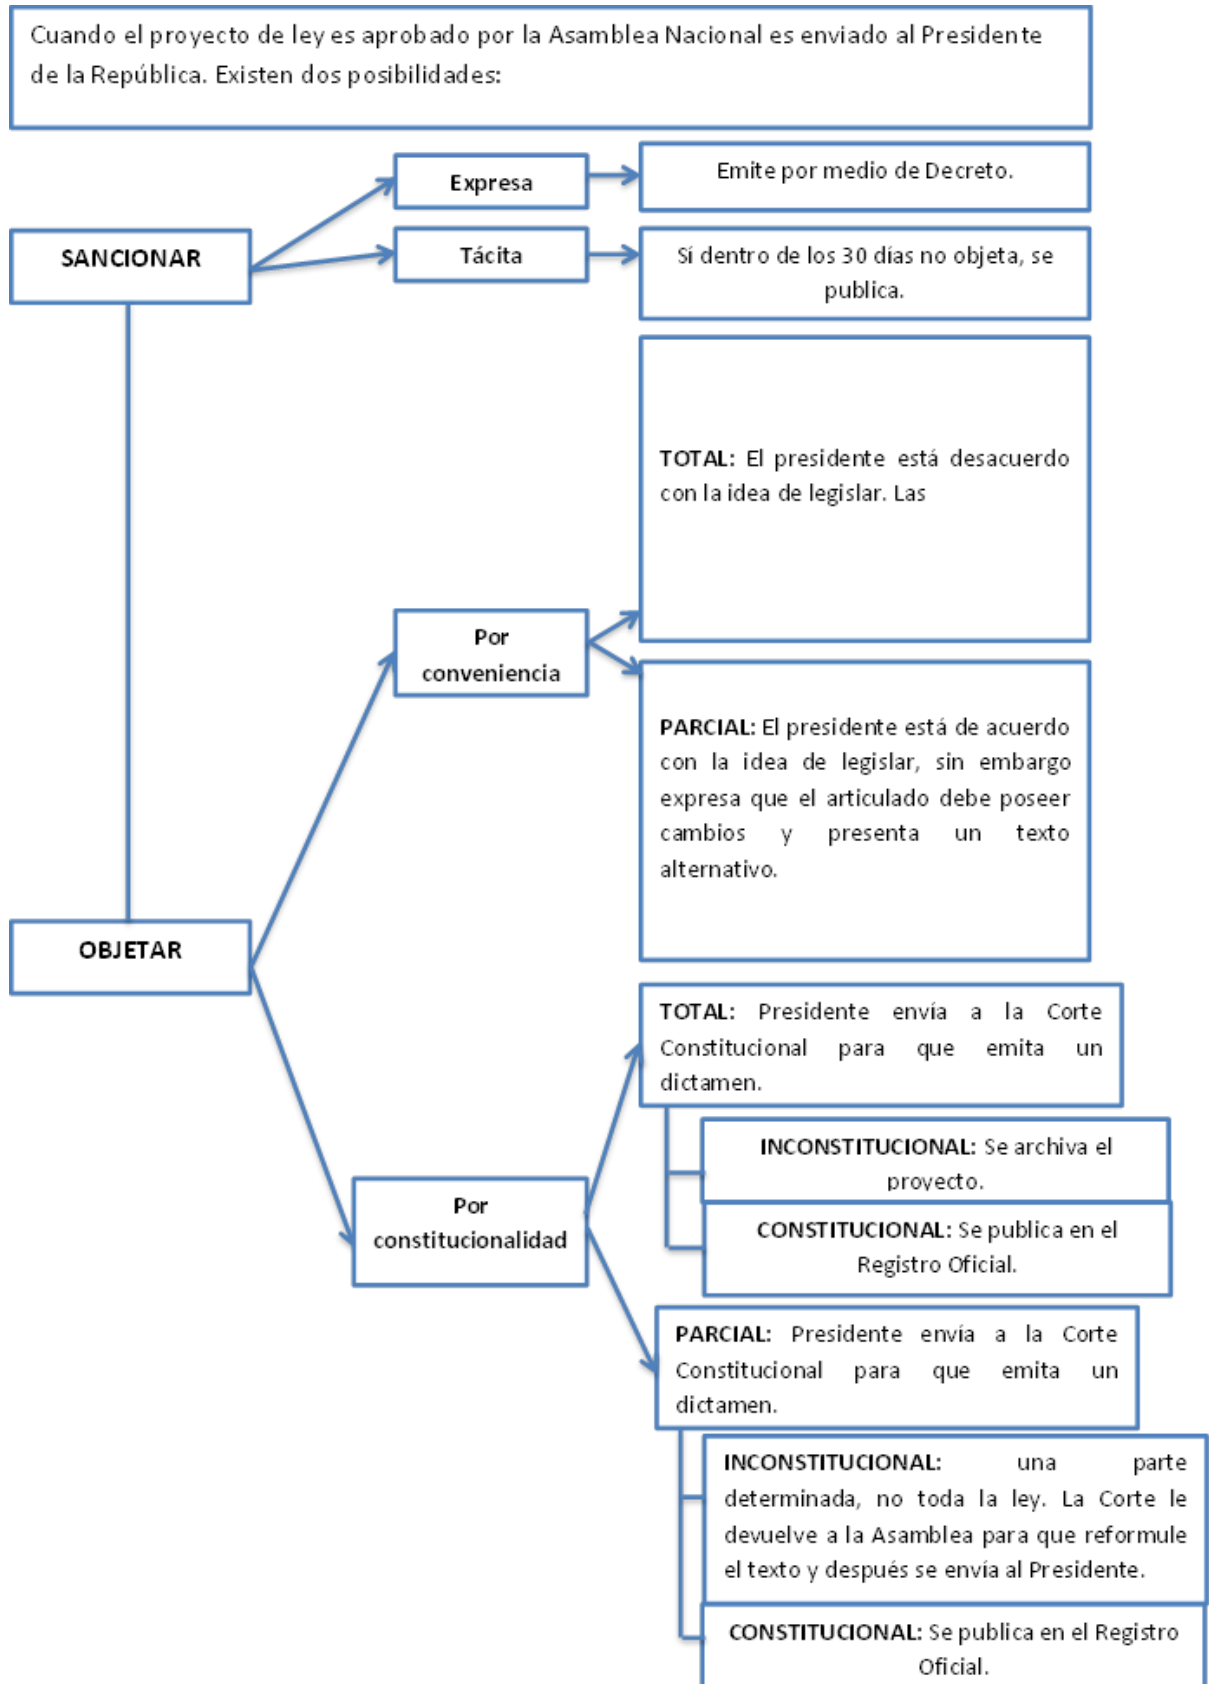 Cuando el proyecto de ley es aprobado por la Asamblea Nacional es enviado al Presidente
de la República. Existen dos posibilidades:
SANCIONAR
Expresa
Emite por medio de Decreto.
Tácita
Sí dentro de los 30 días no objeta, se
publica.
OBJETAR
Por
conveniencia
TOTAL: El presidente está desacuerdo
con la idea de legislar. Las
PARCIAL: El presidente está de acuerdo
con la idea de legislar, sin embargo
expresa que el articulado debe poseer
cambios y presenta un texto
alternativo.
Por
constitucionalidad
TOTAL: Presidente envía a la Corte
Constitucional para que emita un
dictamen.
INCONSTITUCIONAL: Se archiva el
proyecto.
CONSTITUCIONAL: Se publica en el
Registro Oficial.
PARCIAL: Presidente envía a la Corte
Constitucional para que emita un
dictamen.
INCONSTITUCIONAL: una parte
determinada, no toda la ley. La Corte le
devuelve a la Asamblea para que reformule
el texto y después se envía al Presidente.
CONSTITUCIONAL: Se publica en el Registro
Oficial.